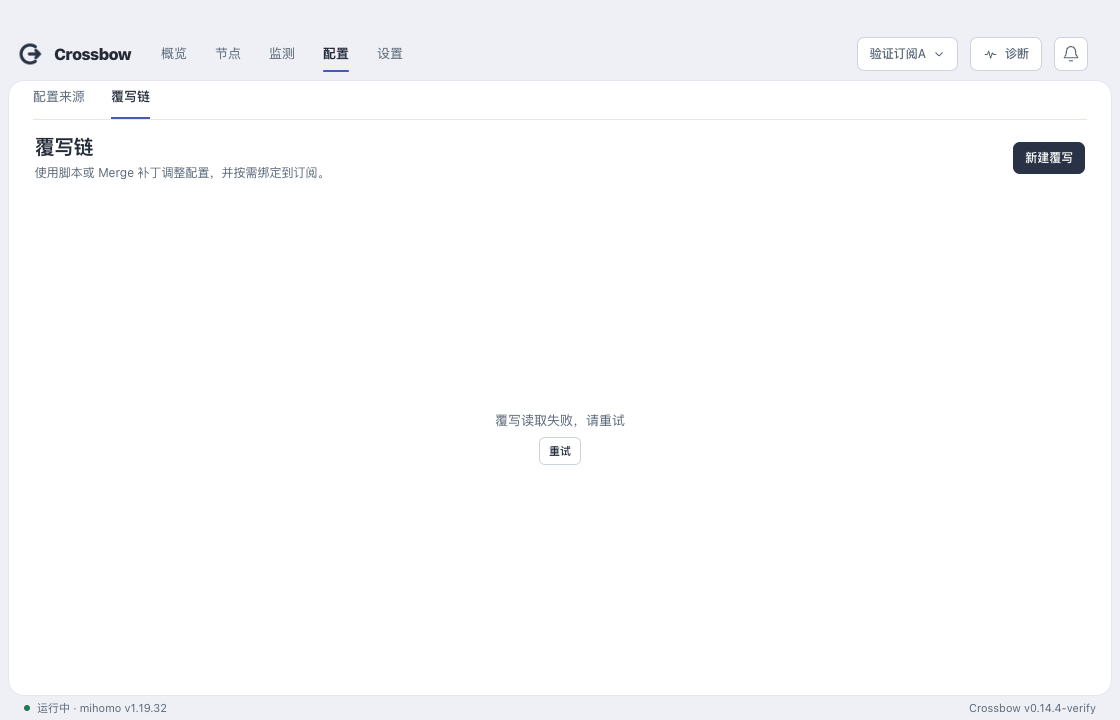 Crossbow 概览 节点 监测 配置 设置 验证订阅A 诊断
配置来源 覆写链
覆写链
使用脚本或 Merge 补丁调整配置，并按需绑定到订阅。
新建覆写
覆写读取失败，请重试
重试
运行中 · mihomo v1.19.32
Crossbow v0.14.4-verify